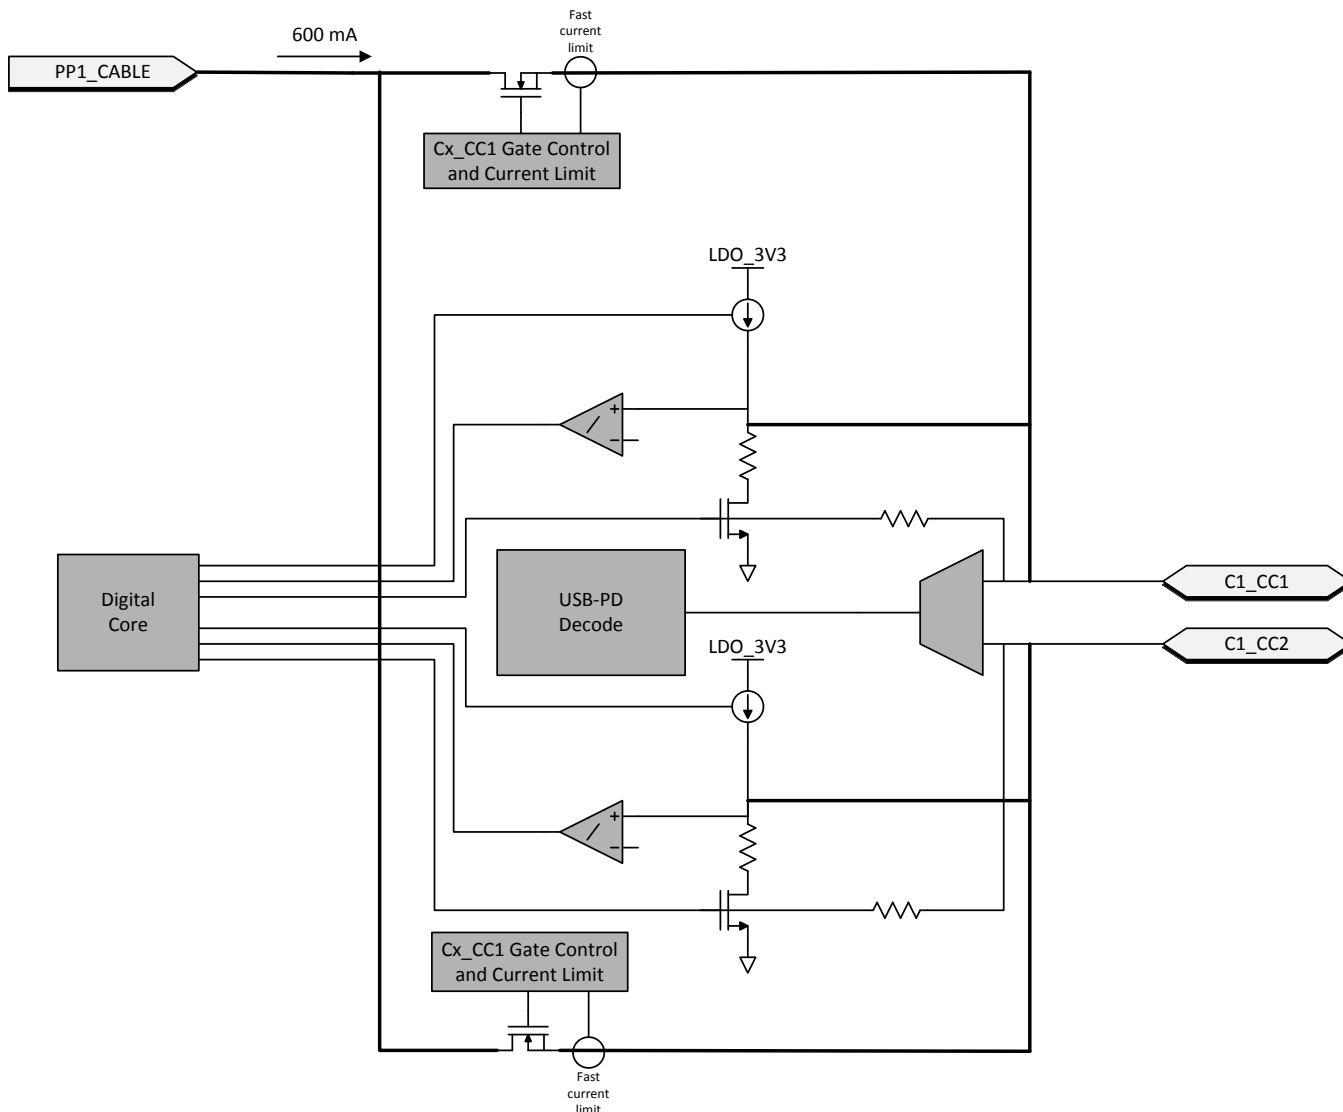 600 mA
Fast
current
limit
PP1_CABLE
Cx_CC1 Gate Control
and Current Limit
LDO_3V3
+
−
Digital
Core
USB-PD
Decode
C1_CC1
C1_CC2
LDO_3V3
+
−
Cx_CC1 Gate Control
and Current Limit
Fast
current
limit